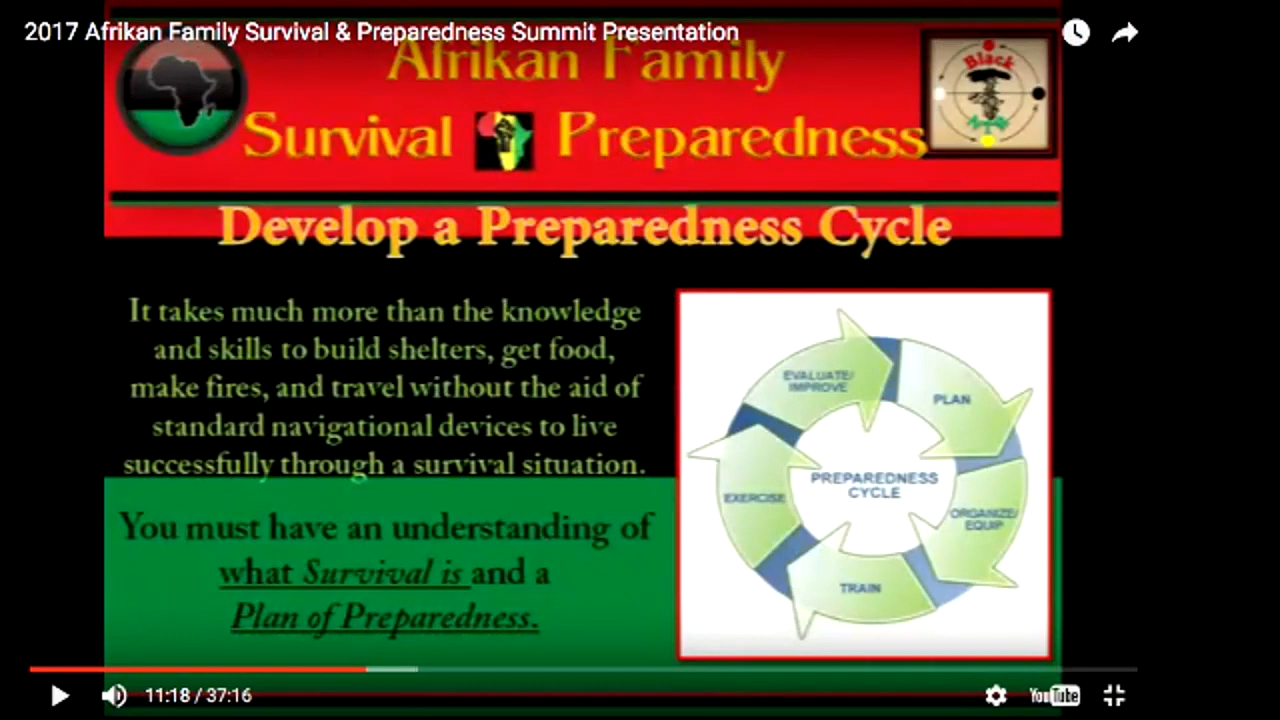 2017 Afrikan Family Survival & Preparedness Summit Presentation
Afrikan Family
Survival Preparedness
Black
Develop a Preparedness Cycle
It takes much more than the knowledge
and skills to build shelters, get food,
make fires, and travel without the aid of
standard navigational devices to live
successfully through a survival situation.
You must have an understanding of
what Survival is and a
Plan of Preparedness.
EVALUATE/
IMPROVE
PLAN
PREPAREDNESS
CYCLE
EXERCISE
ORGANIZE/
EQUIP
TRAIN
11:18 / 37:16
YouTube